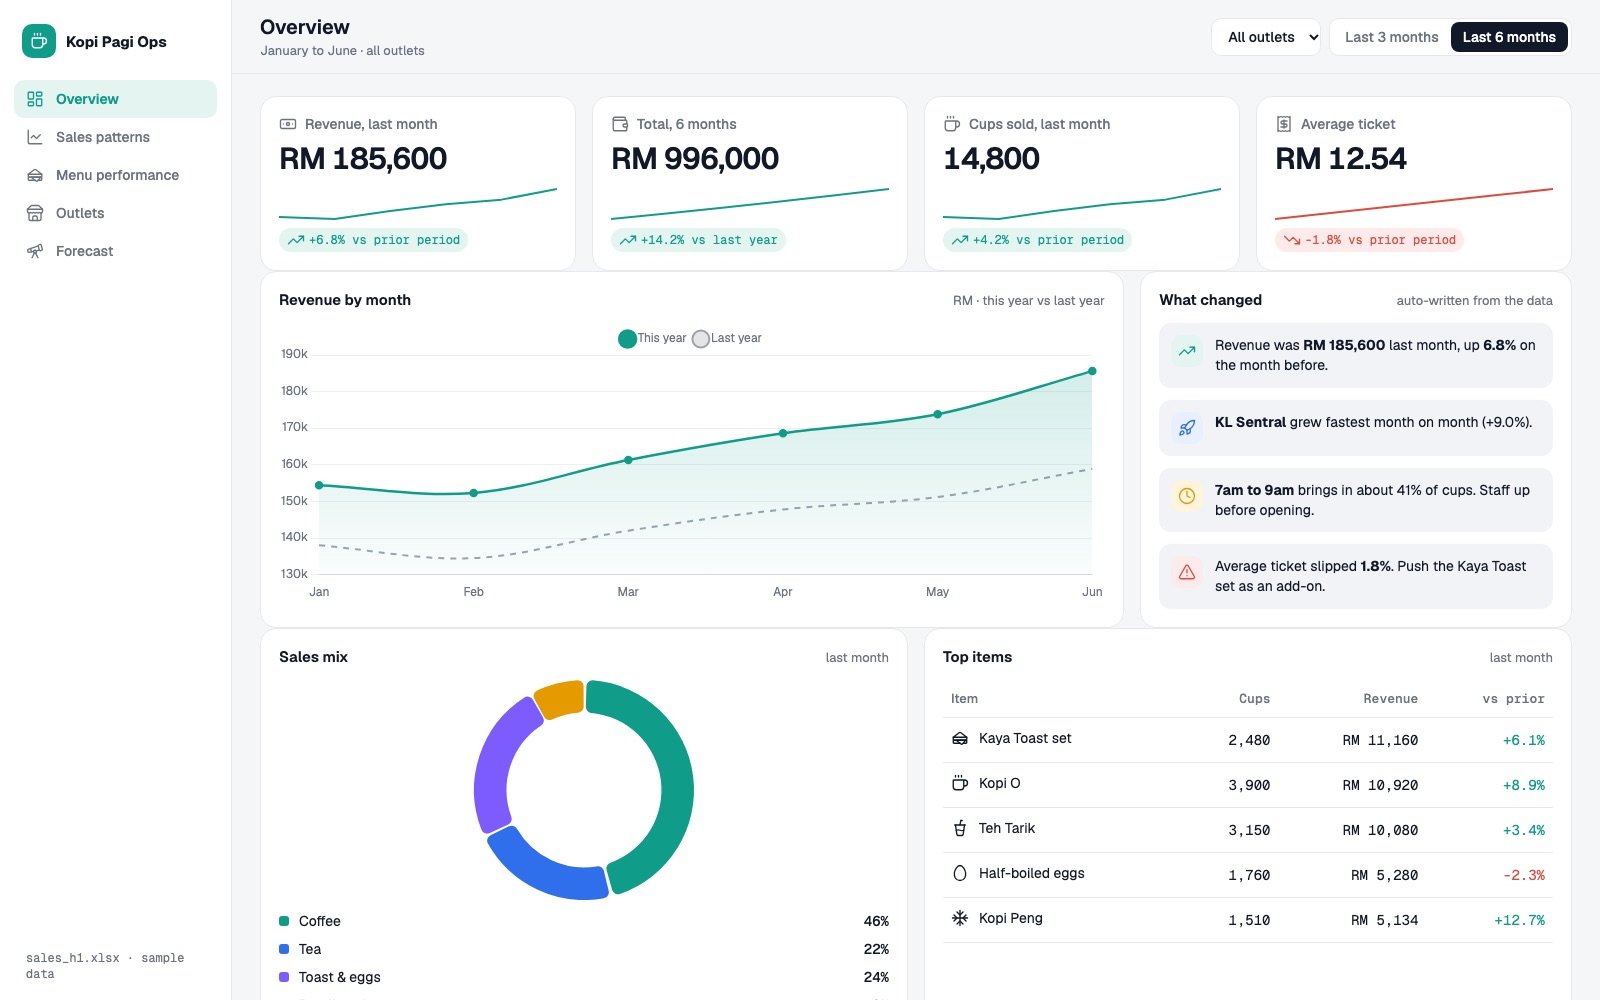 Kopi Pagi Ops
Overview
Sales patterns
Menu performance
Outlets
Forecast
sales_h1.xlsx · sample
data
Overview
January to June · all outlets
All outlets
Last 3 months
Last 6 months
Revenue, last month
RM 185,600
+6.8% vs prior period
Total, 6 months
RM 996,000
+14.2% vs last year
Cups sold, last month
14,800
+4.2% vs prior period
Average ticket
RM 12.54
-1.8% vs prior period
Revenue by month
RM · this year vs last year
This year
Last year
190k
180k
170k
160k
150k
140k
130k
Jan
Feb
Mar
Apr
May
Jun
What changed
auto-written from the data
Revenue was RM 185,600 last month, up 6.8% on
the month before.
KL Sentral grew fastest month on month (+9.0%).
7am to 9am brings in about 41% of cups. Staff up
before opening.
Average ticket slipped 1.8%. Push the Kaya Toast
set as an add-on.
Sales mix
last month
Coffee 46%
Tea 22%
Toast & eggs 24%
Top items
last month
Item Cups Revenue vs prior
Kaya Toast set 2,480 RM 11,160 +6.1%
Kopi O 3,900 RM 10,920 +8.9%
Teh Tarik 3,150 RM 10,080 +3.4%
Half-boiled eggs 1,760 RM 5,280 -2.3%
Kopi Peng 1,510 RM 5,134 +12.7%